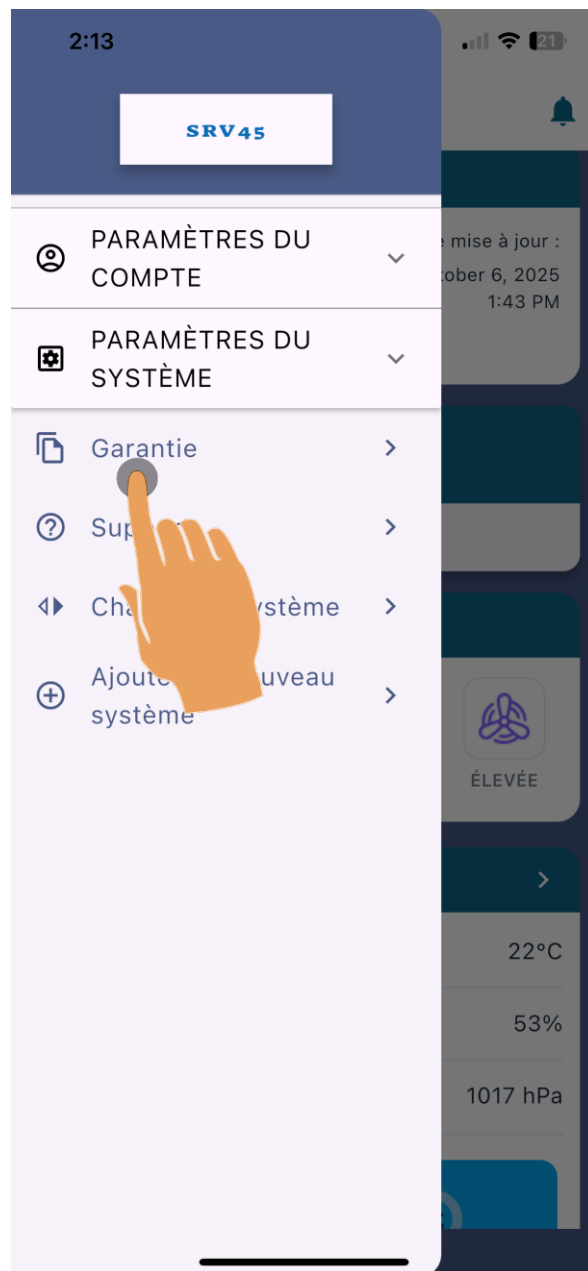 2:13
21
SRV45
PARAMÈTRES DU
COMPTE
mise à jour :
ober 6, 2025
1:43 PM
PARAMÈTRES DU
SYSTÈME
Garantie
Sup
Cha ystème
Ajoute uveau
système
ÉLEVÉE
22°C
53%
1017 hPa